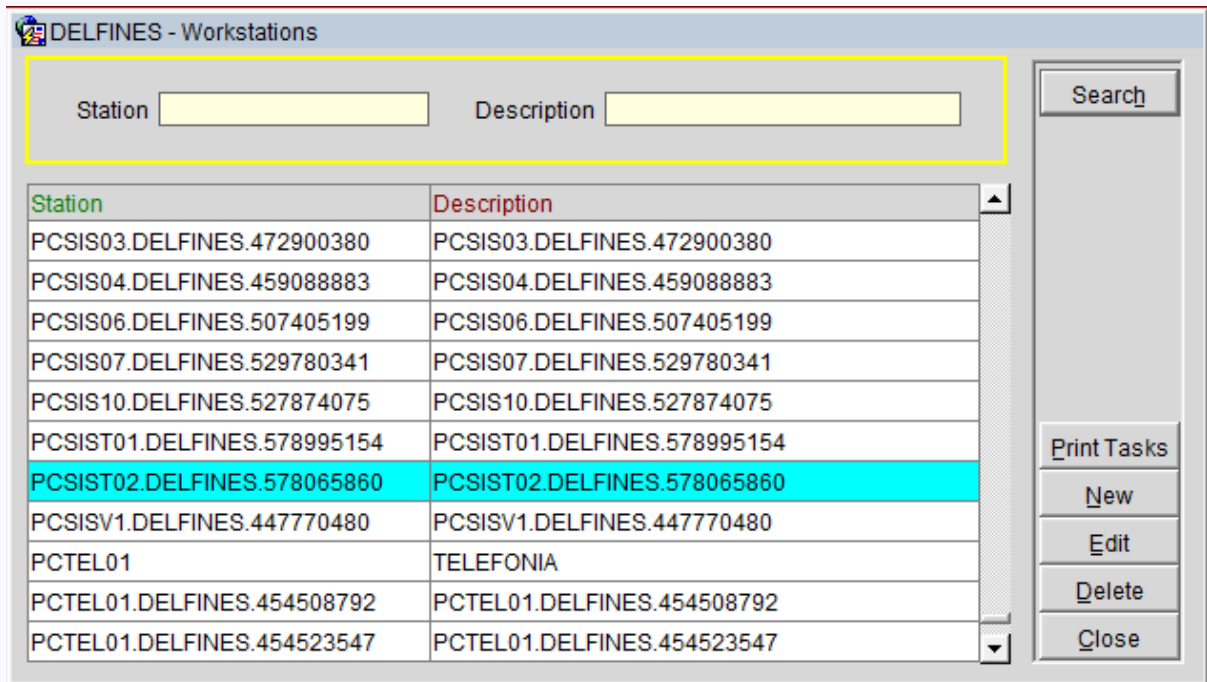 DELFINES - Workstations
Station Description Search
Station Description
PCSIS03.DELFINES.472900380 PCSIS03.DELFINES.472900380
PCSIS04.DELFINES.459088883 PCSIS04.DELFINES.459088883
PCSIS06.DELFINES.507405199 PCSIS06.DELFINES.507405199
PCSIS07.DELFINES.529780341 PCSIS07.DELFINES.529780341
PCSIS10.DELFINES.527874075 PCSIS10.DELFINES.527874075
PCSIST01.DELFINES.578995154 PCSIST01.DELFINES.578995154
PCSIST02.DELFINES.578065860 PCSIST02.DELFINES.578065860
PCSISV1.DELFINES.447770480 PCSISV1.DELFINES.447770480
PCTEL01 TELEFONIA
PCTEL01.DELFINES.454508792 PCTEL01.DELFINES.454508792
PCTEL01.DELFINES.454523547 PCTEL01.DELFINES.454523547
Print Tasks
New
Edit
Delete
Close